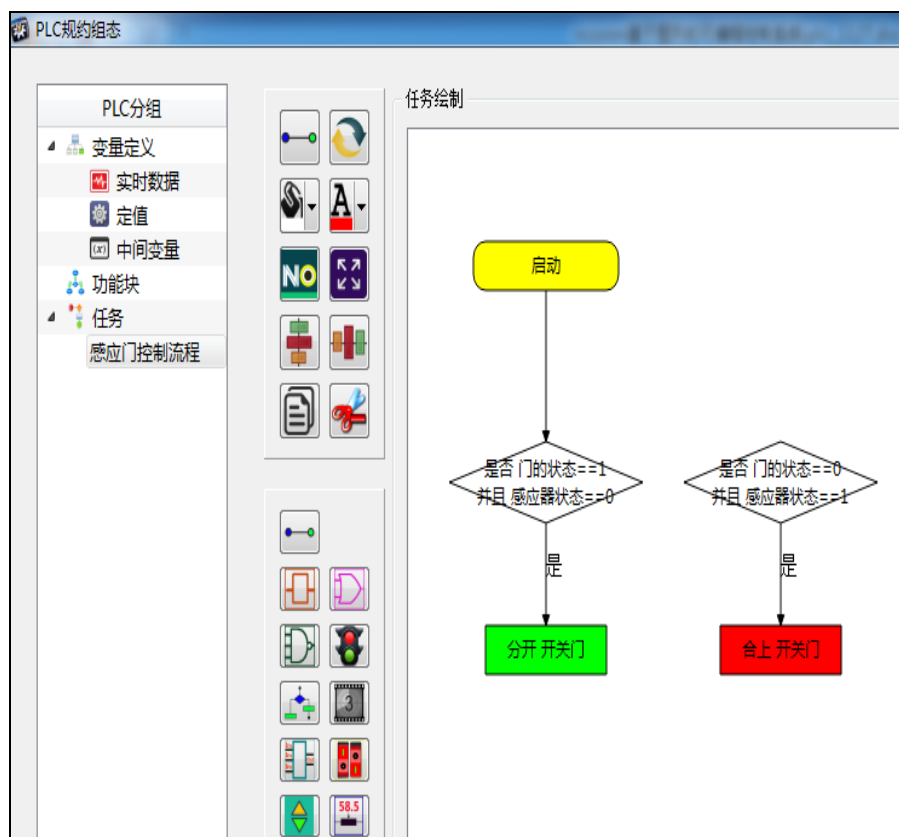 PLC规约组态
PLC分组
变量定义
实时数据
定值
中间变量
功能块
任务
感应门控制流程
A
NO
(x)
3
58.5
任务绘制
启动
是否 门的状态==1
并且 感应器状态==0
是
分开 开关门
是否 门的状态==0
并且 感应器状态==1
是
合上 开关门